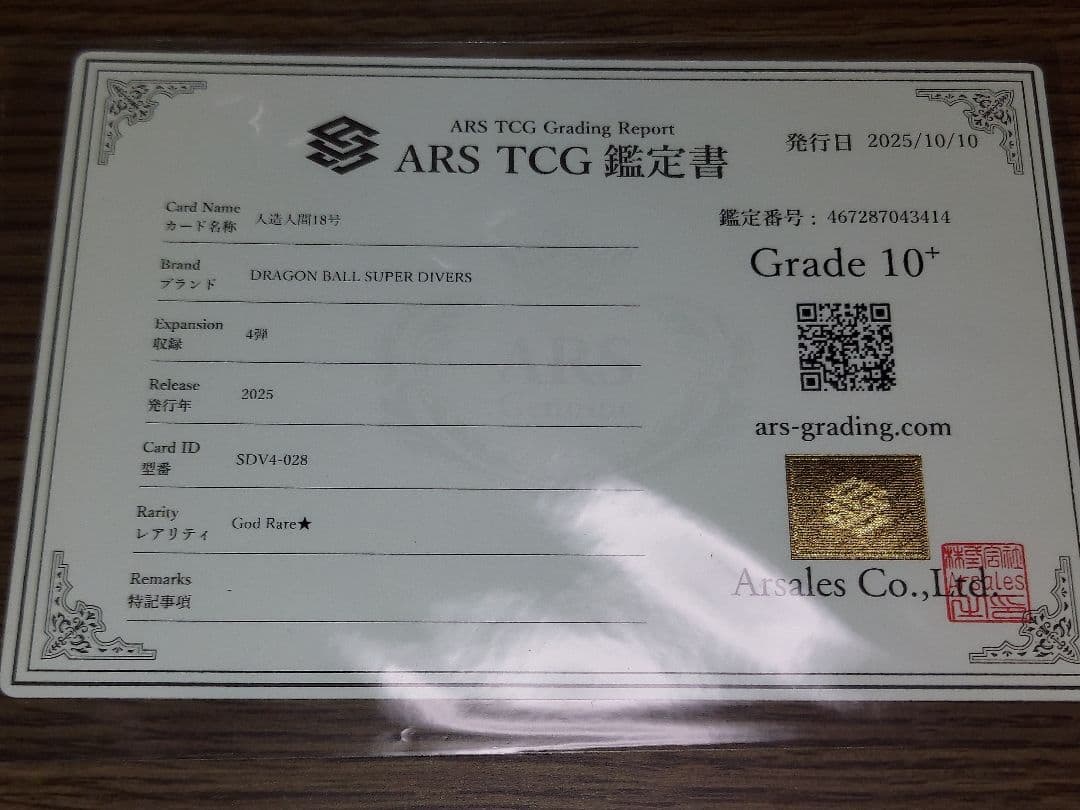 ARS TCG Grading Report
ARS TCG 鑑定書
発行日 2025/10/10
Card Name
カード名称
人造人間18号
鑑定番号：467287043414
Grade 10+
Brand
ブランド
DRAGON BALL SUPER DIVERS
Expansion
収録
4弾
Release
発行年
2025
ars-grading.com
Card ID
型番
SDV4-028
Rarity
レアリティ
God Rare★
Remarks
特記事項
-
Arsales Co.,Ltd.
Arsales